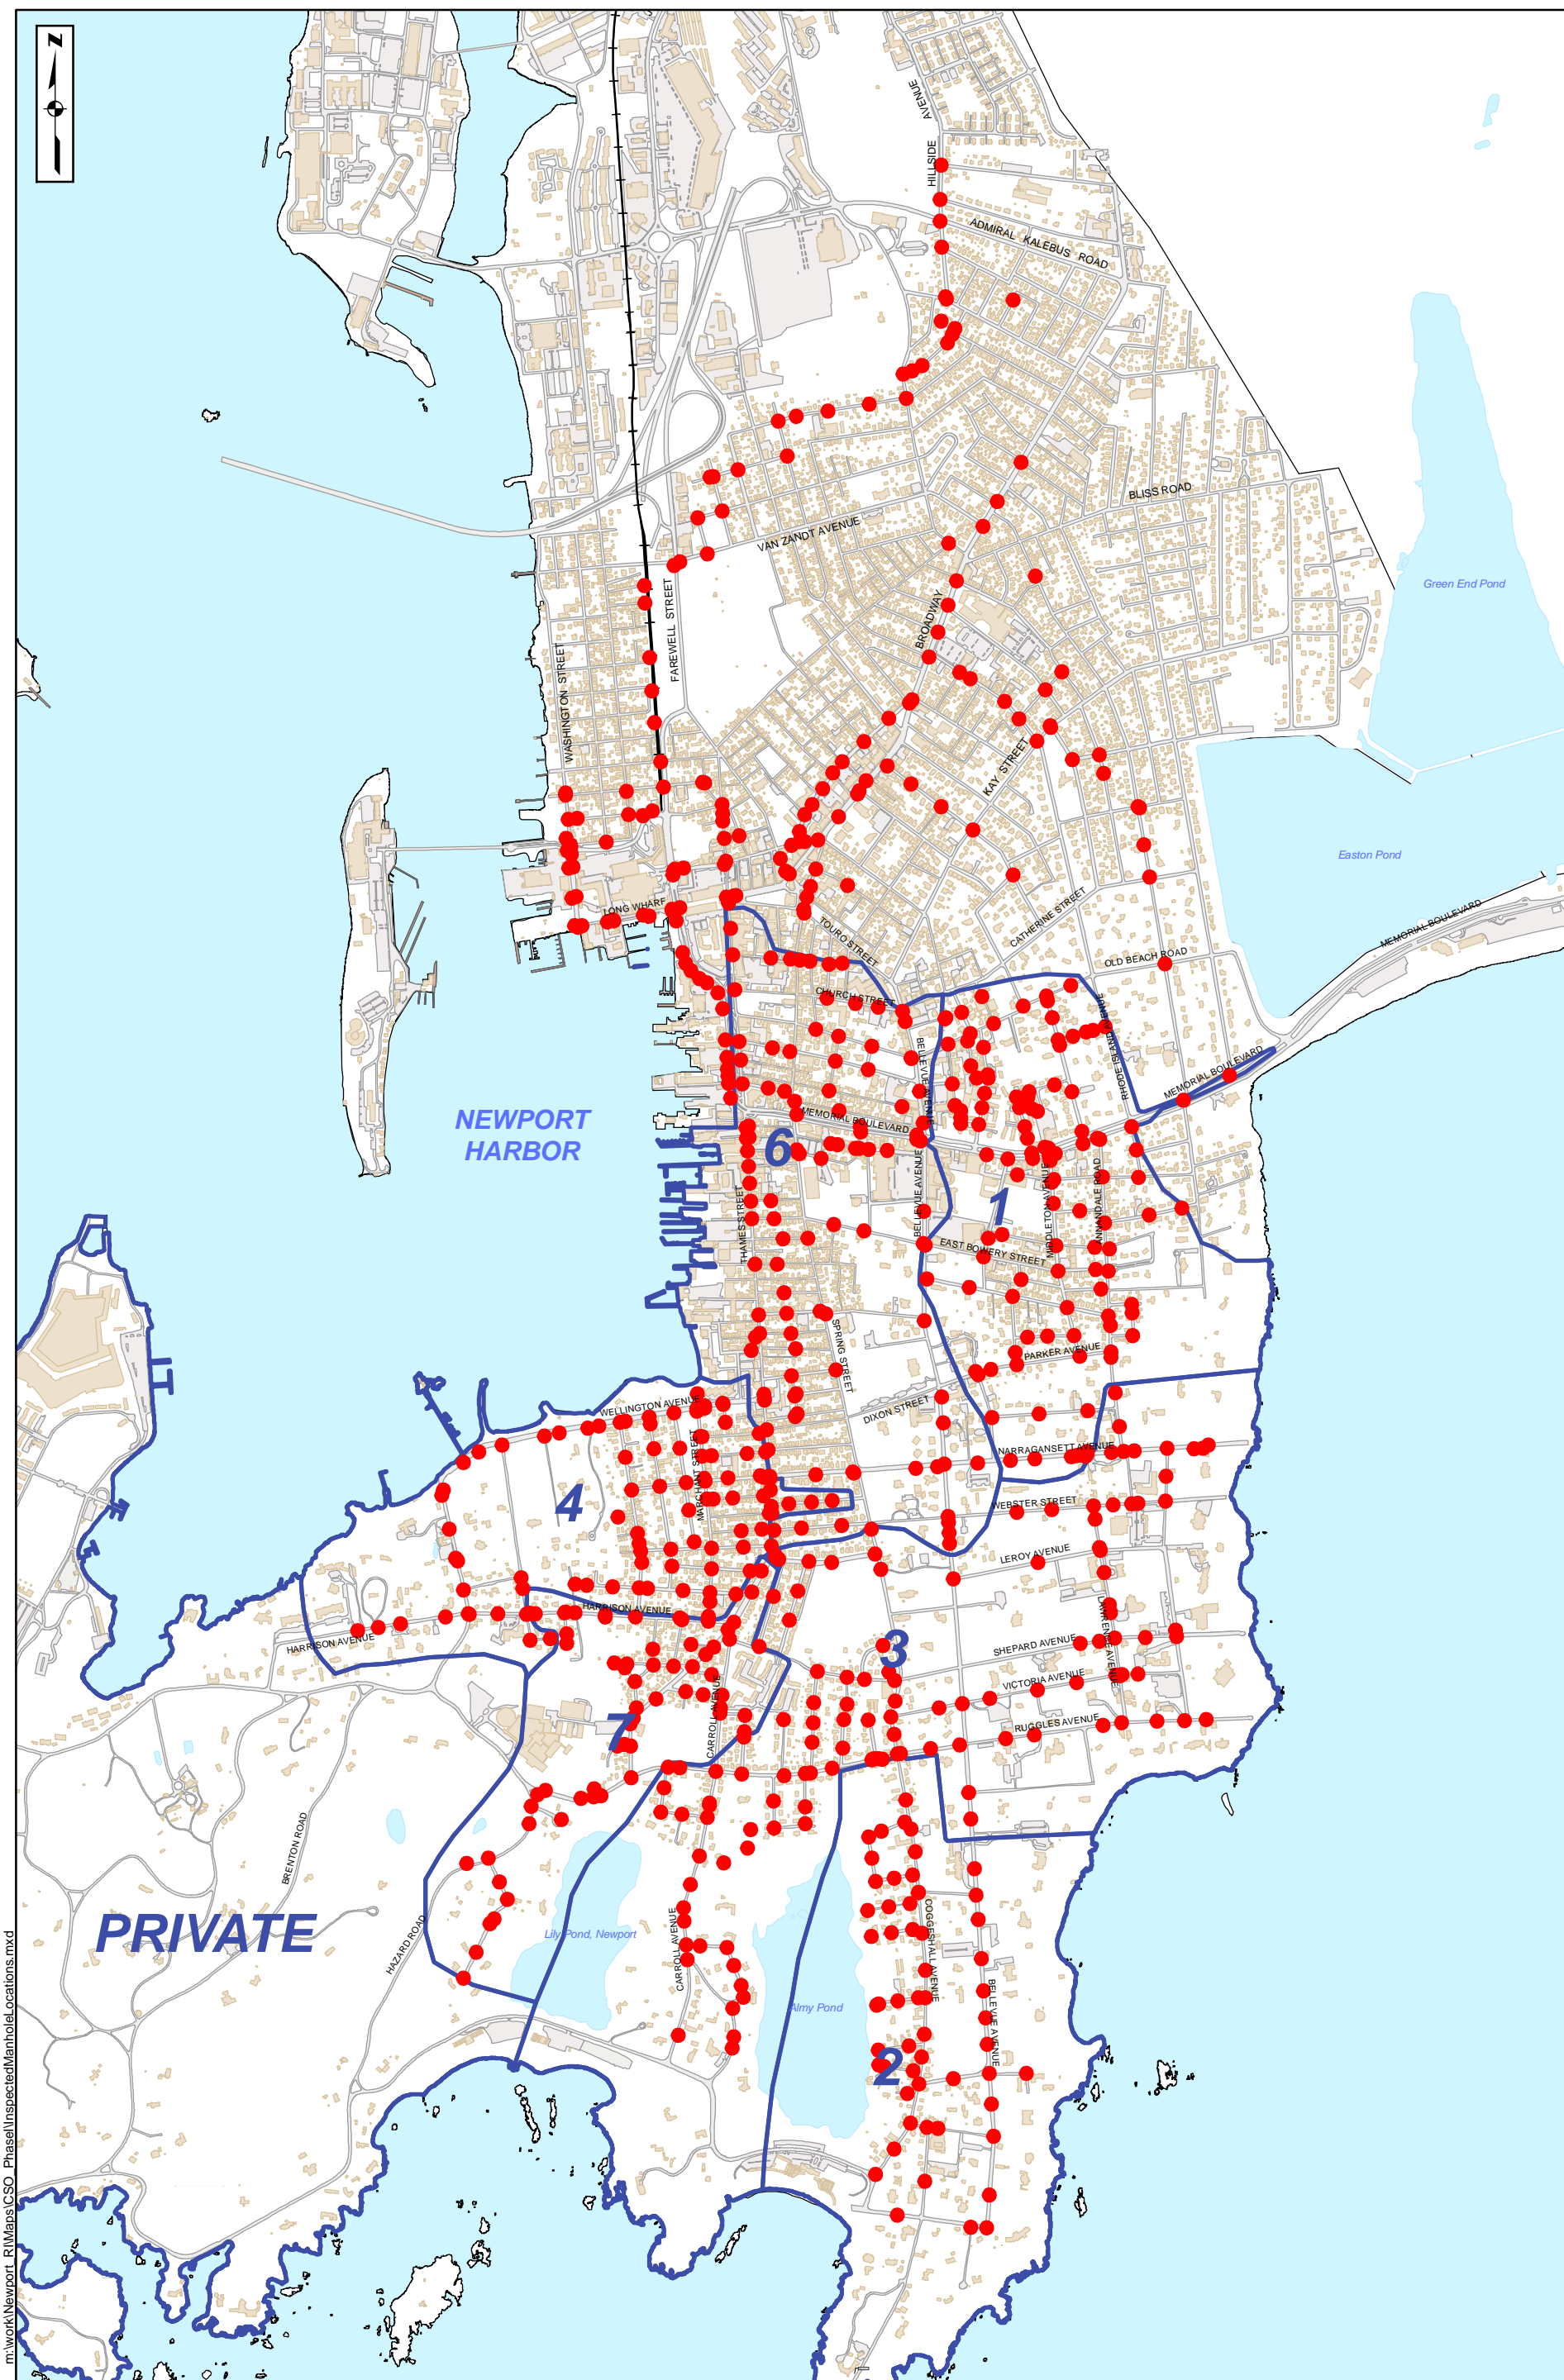 N
AVENUE
HILLSIDE
ADMIRAL KALEBUS ROAD
BLISS ROAD
VAN ZANDT AVENUE
Green End Pond
FAREWELL STREET
BROADWAY
WASHINGTON STREET
KAY STREET
Easton Pond
LONG WHARF
TOURO STREET
CATHERINE STREET
MEMORIAL BOULEVARD
OLD BEACH ROAD
CHURCH STREET
RHODE ISLAND AVENUE
BELLEVUE AVENUE
MEMORIAL BOULEVARD
NEWPORT
HARBOR
MEMORIAL BOULEVARD
6
BELLEVUE AVENUE
MIDDLETON AVENUE
ANNANDALE ROAD
1
THAMES STREET
EAST BOWERY STREET
SPRING STREET
PARKER AVENUE
WELLINGTON AVENUE
DIXON STREET
MARCHANT STREET
NARRAGANSETT AVENUE
4
WEBSTER STREET
LEROY AVENUE
HARRISON AVENUE
HARRISON AVENUE
LAWRENCE AVENUE
SHEPARD AVENUE
3
VICTORIA AVENUE
CARROLL AVENUE
7
RUGGLES AVENUE
BRENTON ROAD
PRIVATE
HAZARD ROAD
Lily Pond, Newport
CARROLL AVENUE
COGGESHALL AVENUE
Almy Pond
BELLEVUE AVENUE
2
m:\work\Newport_RI\Maps\CSO_PhaseI\InspectedManholeLocations.mxd